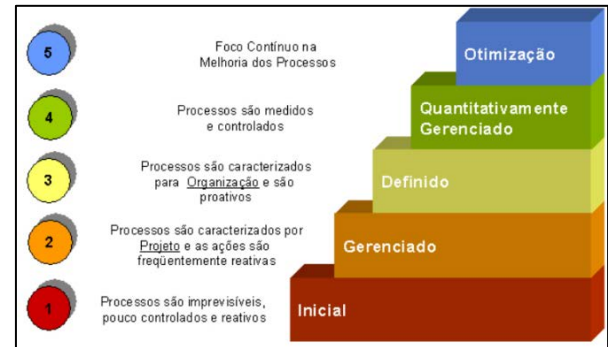 5
Foco Contínuo na
Melhoria dos Processos
Otimização
4
Processos são medidos
e controlados
Quantitativamente
Gerenciado
3
Processos são caracterizados
para Organização e são
proativos
Definido
2
Processos são caracterizados por
Projeto e as ações são
freqüentemente reativas
Gerenciado
1
Processos são imprevisíveis,
pouco controlados e reativos
Inicial